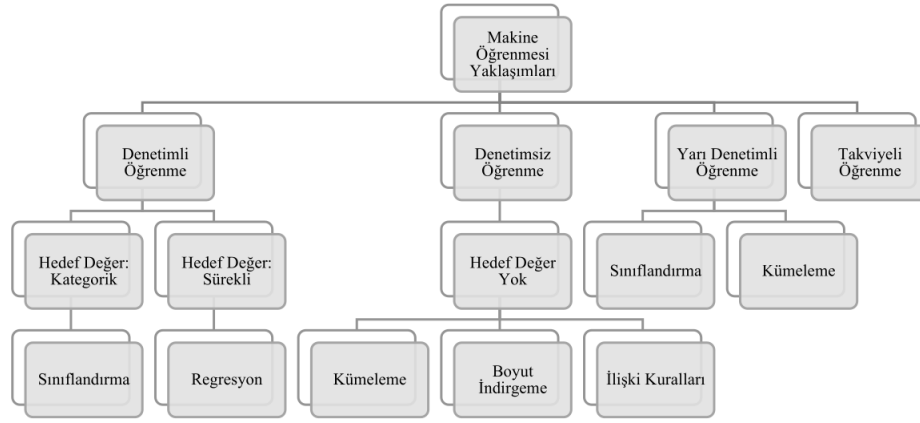 Makine
Öğrenmesi
Yaklaşımları
Denetimli
Öğrenme
Denetimsiz
Öğrenme
Yarı Denetimli
Öğrenme
Takviyeli
Öğrenme
Hedef Değer:
Kategorik
Hedef Değer:
Sürekli
Hedef Değer
Yok
Sınıflandırma
Kümeleme
Sınıflandırma
Regresyon
Kümeleme
Boyut
İndirgeme
İlişki Kuralları